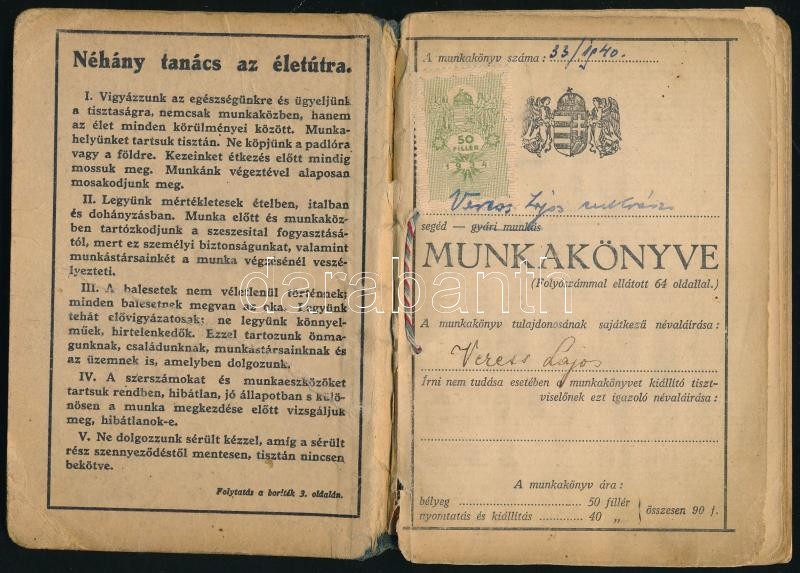 Néhány tanács az életútra.
I. Vigyázzunk az egészségünkre és ügyeljünk
a tisztaságra, nemcsak munkaközben, hanem
az élet minden körülményei között. Munka-
helyünket tartsuk tisztán. Ne köpjünk a padlóra
vagy a földre. Kezeinket étkezés előtt mindig
mossuk meg. Munkánk végeztével alaposan
mosakodjunk meg.
II. Legyünk mértékletesek ételben, italban
és dohányzásban. Munka előtt és munkaköz-
ben tartózkodjunk a szeszesital fogyasztásá-
tól, mert ez személyi biztonságunkat, valamint
munkástársainkét a munka végzésénél veszé-
lyezteti.
III. A balesetek nem véletlenül történnek;
minden balesetnek megvan az oka. Legyünk
tehát elővigyázatosak; ne legyünk könnyel-
műek, hirtelenkedők. Ezzel tartozunk önma-
gunknak, családunknak, munkástársainknak és
az üzemnek is, amelyben dolgozunk.
IV. A szerszámokat és munkaeszközöket
tartsuk rendben, hibátlan, jó állapotban s külö-
nösen a munka megkezdése előtt vizsgáljuk
meg, hibátlanok-e.
V. Ne dolgozzunk sérült kézzel, amíg a sérült
rész szennyeződéstől mentesen, tisztán nincsen
bekötve.
Folytatás a boríték 3. oldalán.
A munkakönyv száma: 33/1940.
50
FILLÉR
1934
Veress Lajos
segéd — gyári munkás
MUNKAKÖNYVE
(Folyószámmal ellátott 64 oldallal.)
A munkakönyv tulajdonosának sajátkezű névaláírása:
Veress Lajos
Írni nem tudása esetében a munkakönyvet kiállító tiszt-
viselőnek ezt igazoló névaláírása:
A munkakönyv ára:
bélyeg 50 fillér
nyomtatás és kiállítás 40 „
összesen 90 f.
darabanth